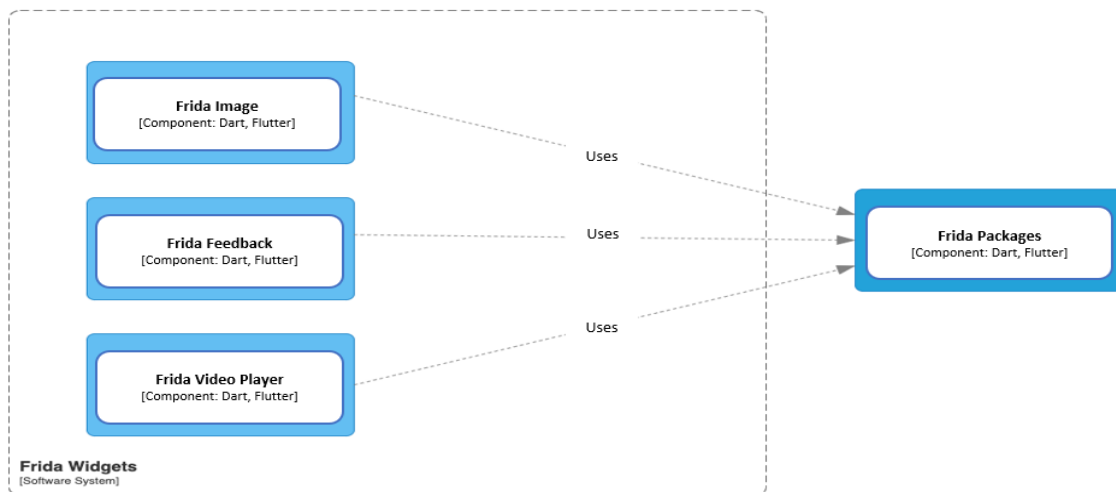 Frida Image
[Component: Dart, Flutter]
Uses
Frida Feedback
[Component: Dart, Flutter]
Uses
Frida Packages
[Component: Dart, Flutter]
Uses
Frida Video Player
[Component: Dart, Flutter]
Frida Widgets
[Software System]